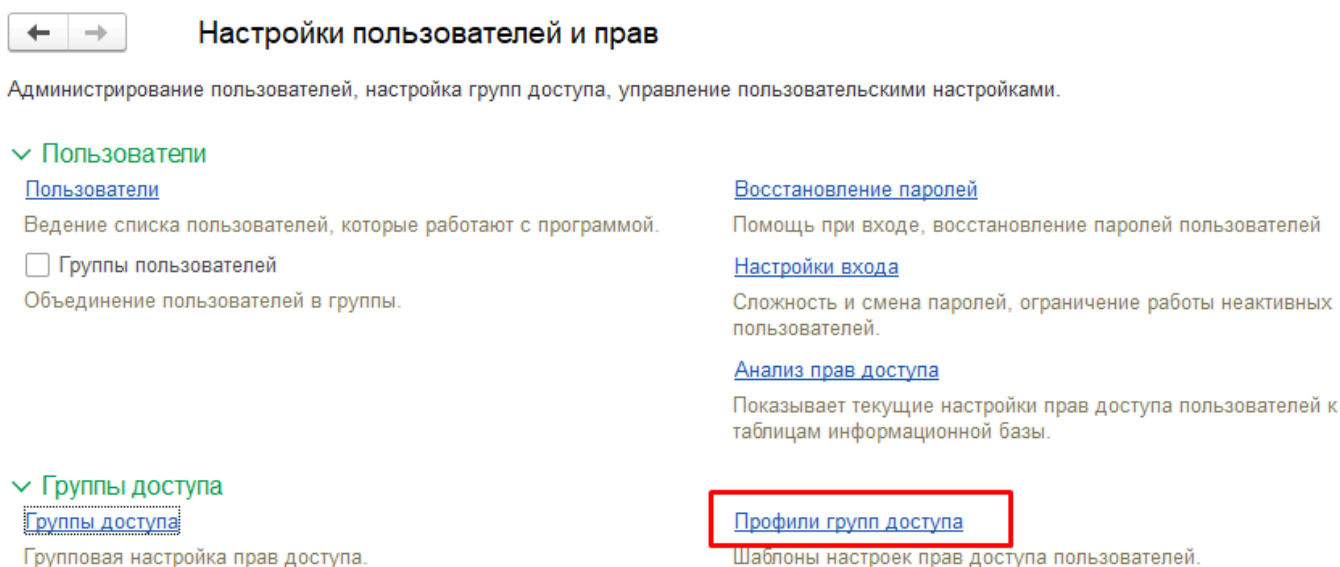 Настройки пользователей и прав
Администрирование пользователей, настройка групп доступа, управление пользовательскими настройками.
Пользователи
Пользователи
Ведение списка пользователей, которые работают с программой.
Группы пользователей
Объединение пользователей в группы.
Восстановление паролей
Помощь при входе, восстановление паролей пользователей
Настройки входа
Сложность и смена паролей, ограничение работы неактивных
пользователей.
Анализ прав доступа
Показывает текущие настройки прав доступа пользователей к
таблицам информационной базы.
Группы доступа
Группы доступа
Групповая настройка прав доступа.
Профили групп доступа
Шаблоны настроек прав доступа пользователей.